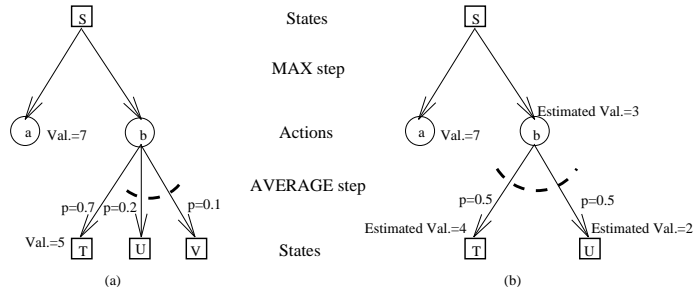 S
States
S
MAX step
Estimated Val.=3
a
Val.=7
b
Actions
a
Val.=7
b
AVERAGE step
p=0.7
p=0.2
p=0.1
p=0.5
p=0.5
Val.=5
Estimated Val.=4
Estimated Val.=2
T
U
V
States
T
U
(a)
(b)